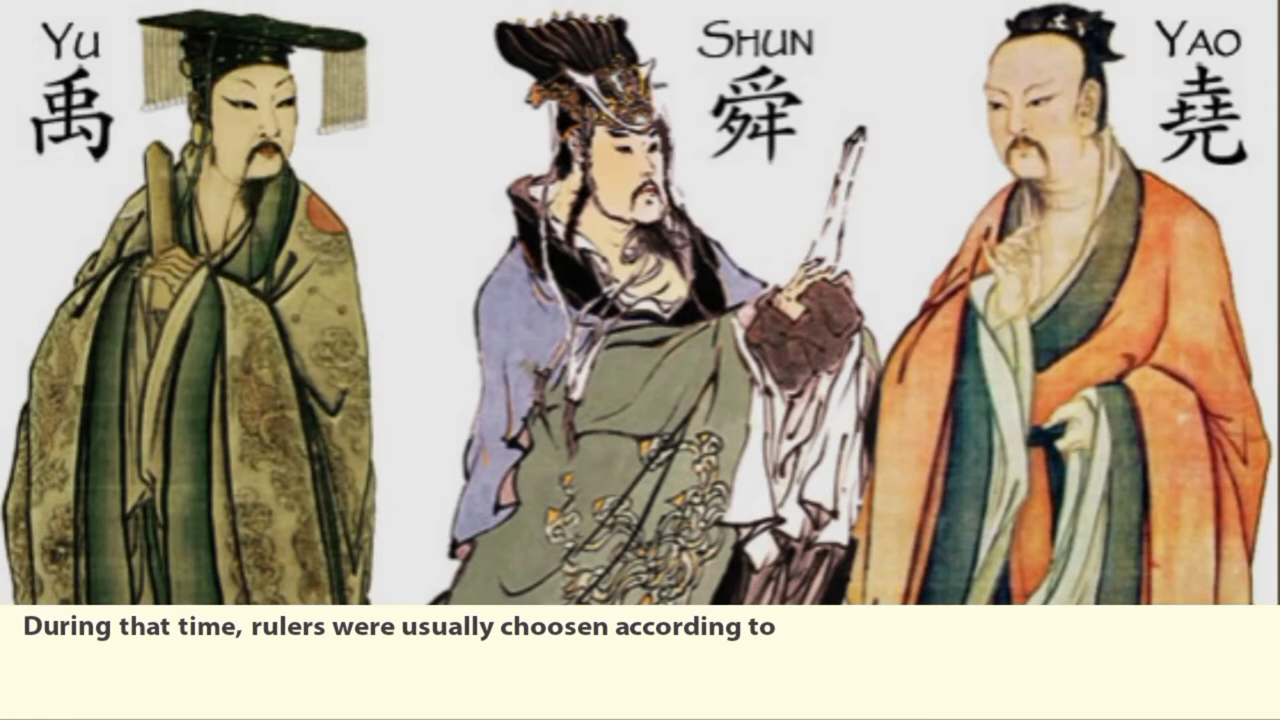 Yu
禹
Shun
舜
Yao
堯
During that time, rulers were usually choosen according to